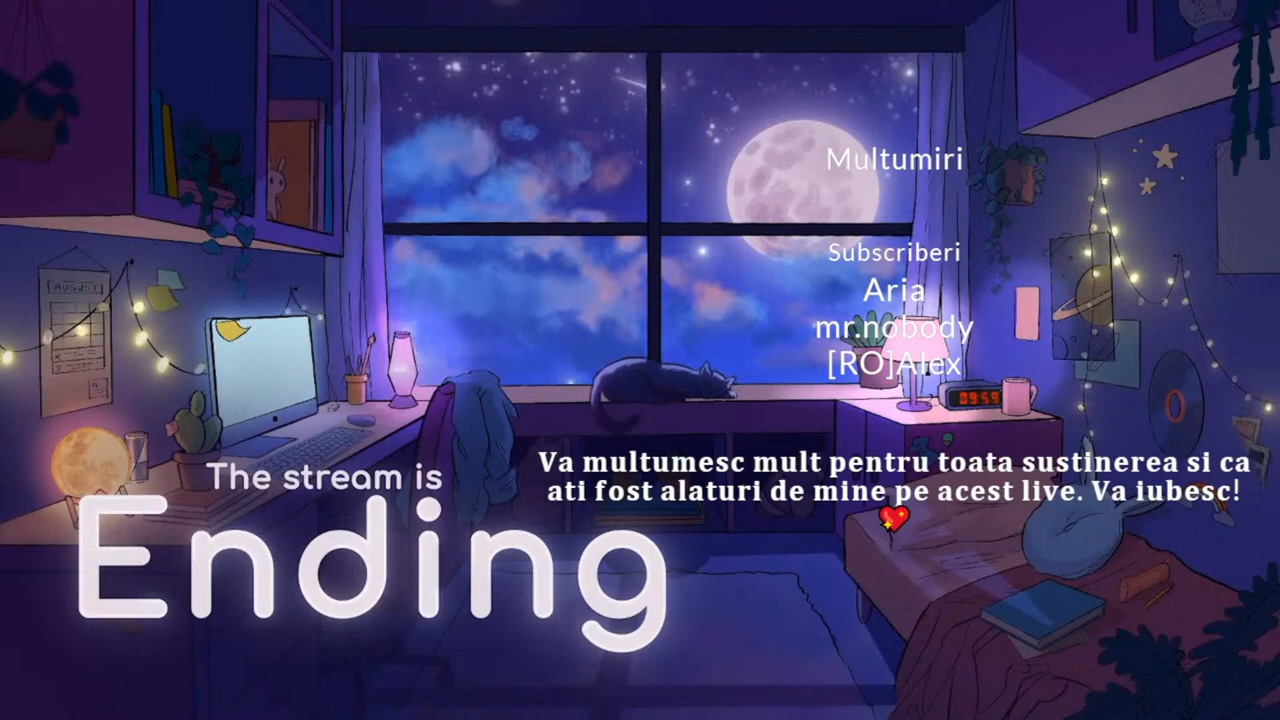 Multumiri
Subscriberi
Aria
mr.nobody
[RO]Alex
AUGUST
09:59
The stream is
Ending
Va multumesc mult pentru toata sustinerea si ca
ati fost alaturi de mine pe acest live. Va iubesc!
💖